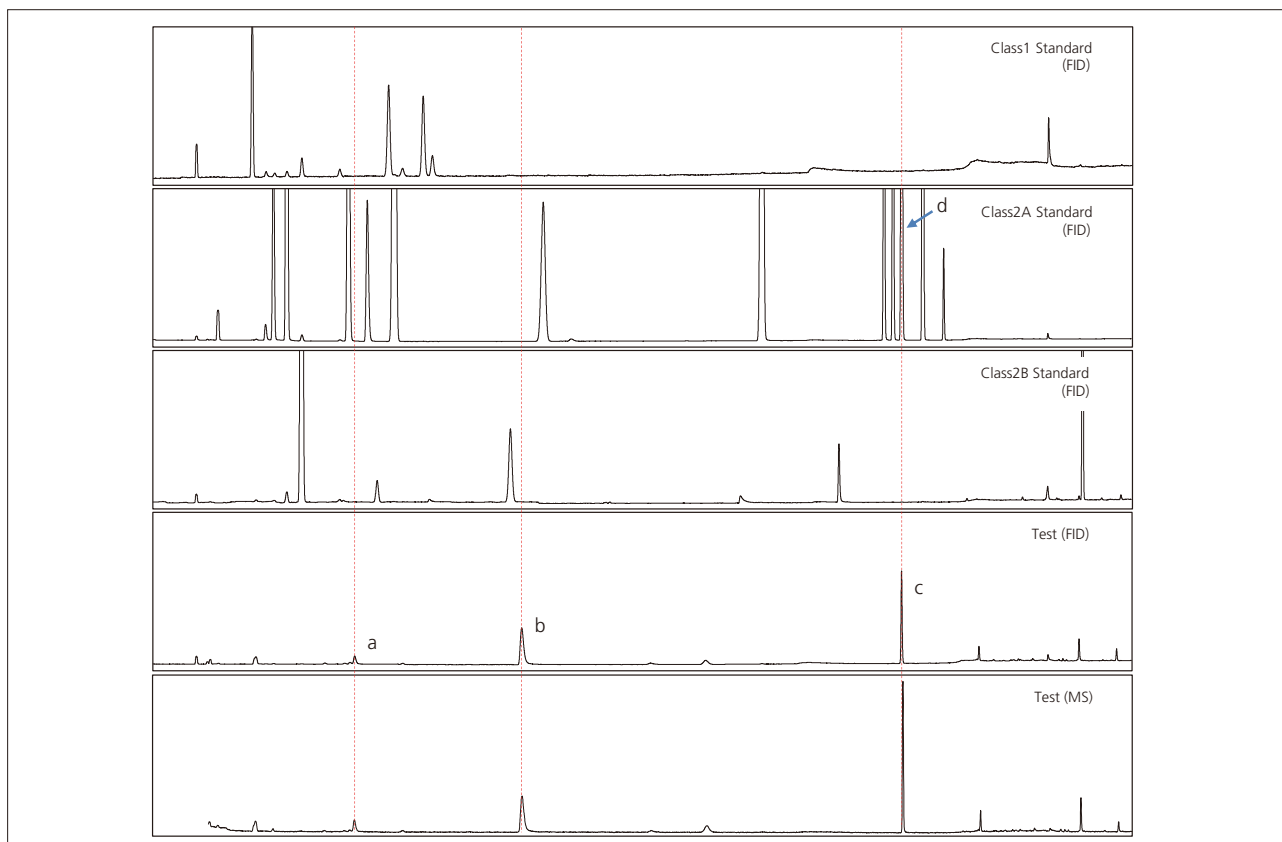 Class1 Standard
(FID)
d
Class2A Standard
(FID)
Class2B Standard
(FID)
Test (FID)
a
b
c
Test (MS)